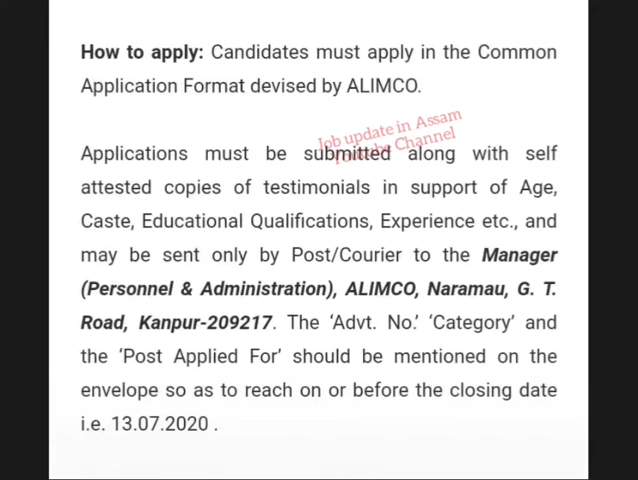 How to apply: Candidates must apply in the Common
Application Format devised by ALIMCO.
Job update in Assam
Youtube Channel
Applications must be submitted along with self
attested copies of testimonials in support of Age,
Caste, Educational Qualifications, Experience etc., and
may be sent only by Post/Courier to the Manager
(Personnel & Administration), ALIMCO, Naramau, G. T.
Road, Kanpur-209217. The ‘Advt. No.’ ‘Category’ and
the ‘Post Applied For’ should be mentioned on the
envelope so as to reach on or before the closing date
i.e. 13.07.2020 .